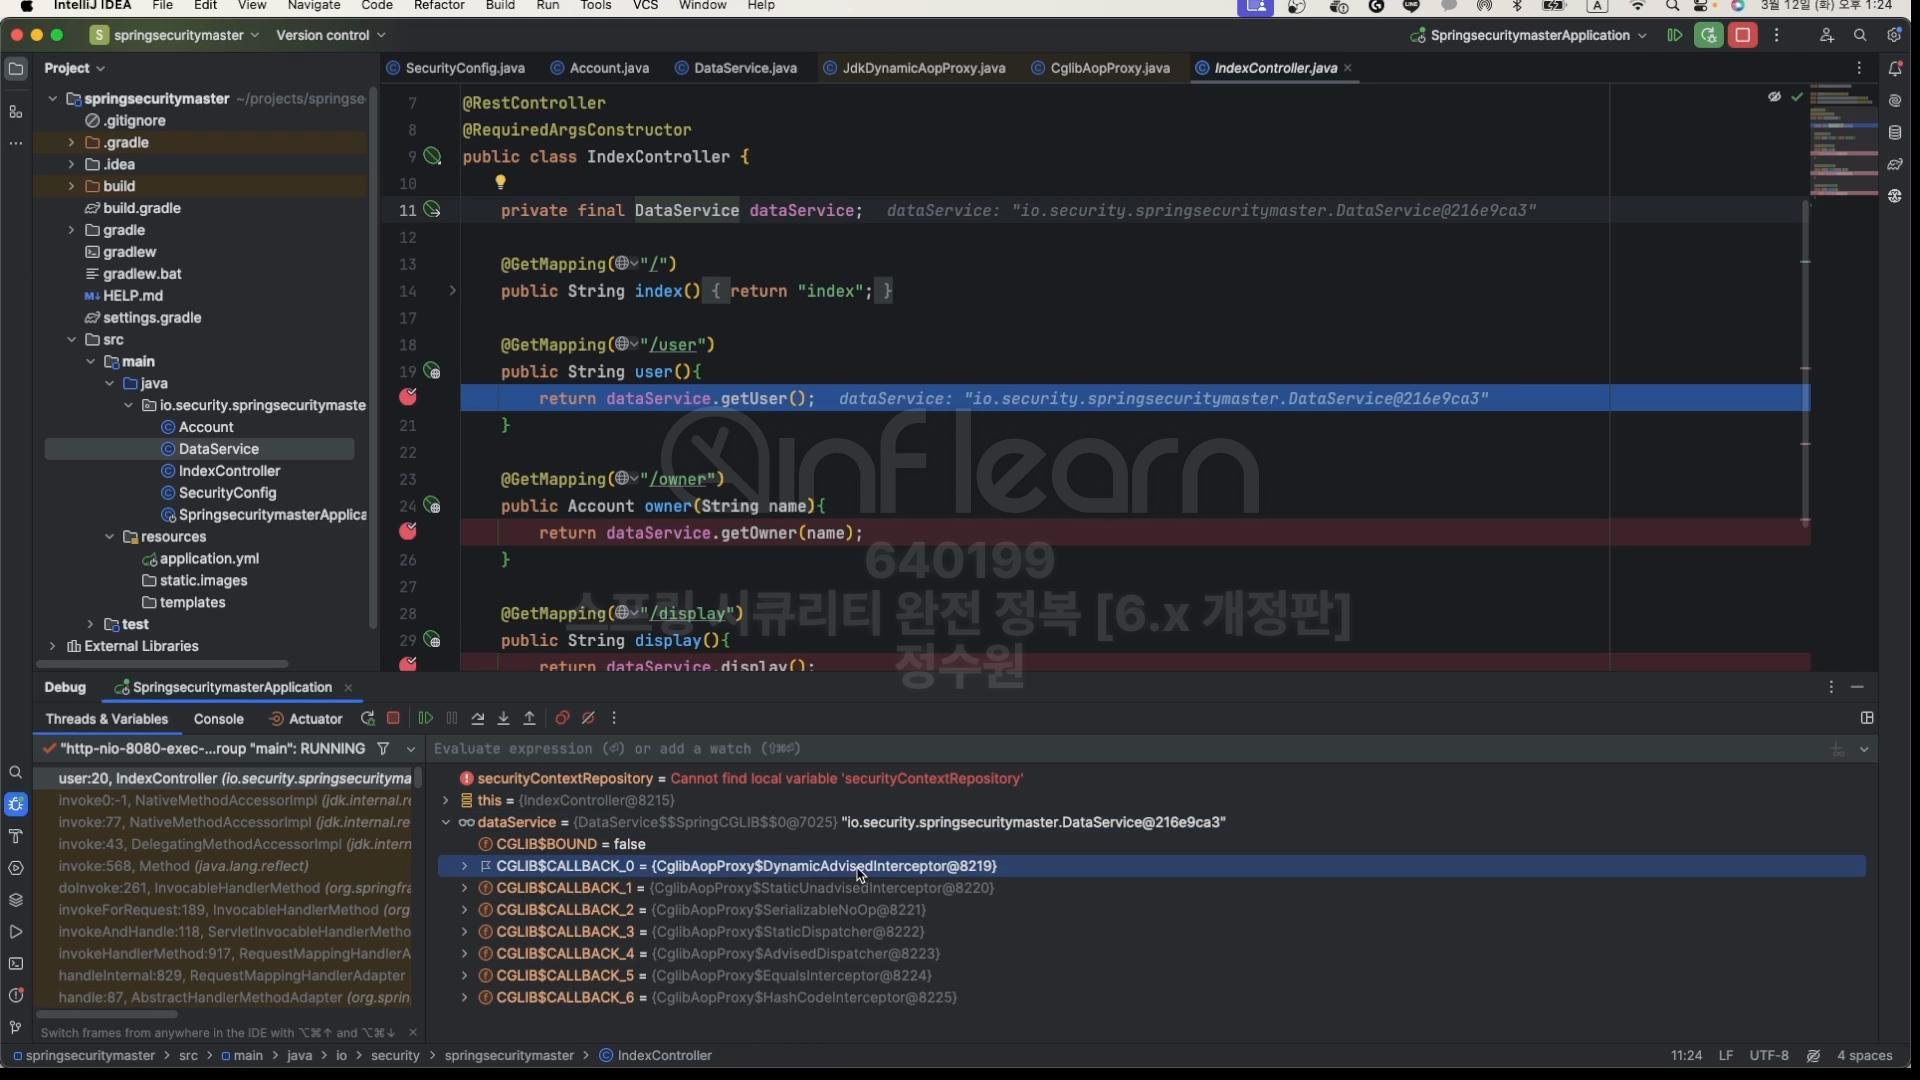 IntelliJ IDEA File Edit View Navigate Code Refactor Build Run Tools VCS Window Help
A 3월 12일 (화) 오후 1:24
S springsecuritymaster Version control SpringsecuritymasterApplication
Project
SecurityConfig.java Account.java DataService.java JdkDynamicAopProxy.java CglibAopProxy.java IndexController.java
springsecuritymaster ~/projects/springse
.gitignore
.gradle
.idea
build
build.gradle
gradle
gradlew
gradlew.bat
HELP.md
settings.gradle
src
main
java
io.security.springsecuritymaste
Account
DataService
IndexController
SecurityConfig
SpringsecuritymasterApplica
resources
application.yml
static.images
templates
test
External Libraries
7 @RestController
8 @RequiredArgsConstructor
9 public class IndexController {
10
11 private final DataService dataService; dataService: "io.security.springsecuritymaster.DataService@216e9ca3"
12
13 @GetMapping("/")
14 public String index() { return "index"; }
17
18 @GetMapping("/user")
19 public String user(){
return dataService.getUser(); dataService: "io.security.springsecuritymaster.DataService@216e9ca3"
21 }
22
23 @GetMapping("/owner")
24 public Account owner(String name){
return dataService.getOwner(name);
26 }
27
28 @GetMapping("/display")
29 public String display(){
return dataService.display();
inflearn
640199
스프링 시큐리티 완전 정복 [6.x 개정판]
정수원
Debug SpringsecuritymasterApplication
Threads & Variables Console Actuator
"http-nio-8080-exec-...roup "main": RUNNING
Evaluate expression (⏎) or add a watch (⇧⌘⏎)
user:20, IndexController (io.security.springsecurityma
invoke0:-1, NativeMethodAccessorImpl (jdk.internal.re
invoke:77, NativeMethodAccessorImpl (jdk.internal.re
invoke:43, DelegatingMethodAccessorImpl (jdk.intern
invoke:568, Method (java.lang.reflect)
doInvoke:261, InvocableHandlerMethod (org.springfra
invokeForRequest:189, InvocableHandlerMethod (org
invokeAndHandle:118, ServletInvocableHandlerMetho
invokeHandlerMethod:917, RequestMappingHandlerA
handleInternal:829, RequestMappingHandlerAdapter
handle:87, AbstractHandlerMethodAdapter (org.sprin
securityContextRepository = Cannot find local variable 'securityContextRepository'
this = {IndexController@8215}
dataService = {DataService$$SpringCGLIB$$0@7025} "io.security.springsecuritymaster.DataService@216e9ca3"
CGLIB$BOUND = false
CGLIB$CALLBACK_0 = {CglibAopProxy$DynamicAdvisedInterceptor@8219}
CGLIB$CALLBACK_1 = {CglibAopProxy$StaticUnadvisedInterceptor@8220}
CGLIB$CALLBACK_2 = {CglibAopProxy$SerializableNoOp@8221}
CGLIB$CALLBACK_3 = {CglibAopProxy$StaticDispatcher@8222}
CGLIB$CALLBACK_4 = {CglibAopProxy$AdvisedDispatcher@8223}
CGLIB$CALLBACK_5 = {CglibAopProxy$EqualsInterceptor@8224}
CGLIB$CALLBACK_6 = {CglibAopProxy$HashCodeInterceptor@8225}
Switch frames from anywhere in the IDE with ⌥⌘↑ and ⌥⌘↓
springsecuritymaster > src > main > java > io > security > springsecuritymaster > IndexController
11:24 LF UTF-8 4 spaces